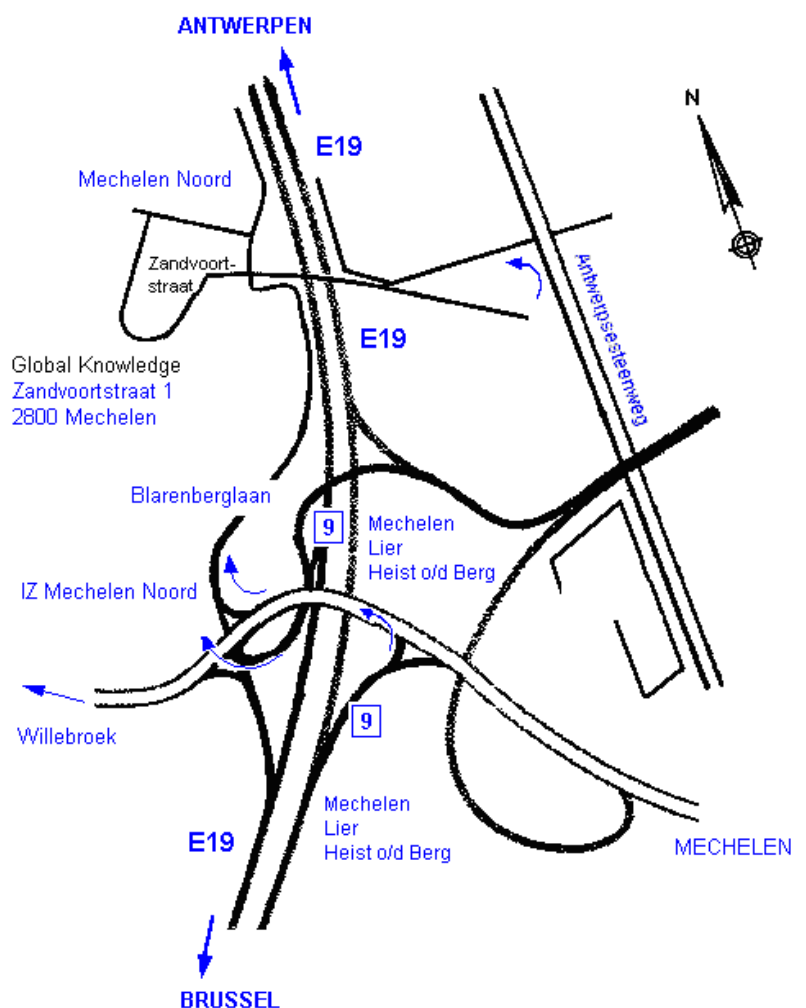 ANTWERPEN
N
E19
Mechelen Noord
Zandvoort-
straat
Antwerpsesteenweg
E19
Global Knowledge
Zandvoortstraat 1
2800 Mechelen
Blarenberglaan
9
Mechelen
Lier
Heist o/d Berg
IZ Mechelen Noord
Willebroek
9
Mechelen
Lier
Heist o/d Berg
E19
MECHELEN
BRUSSEL